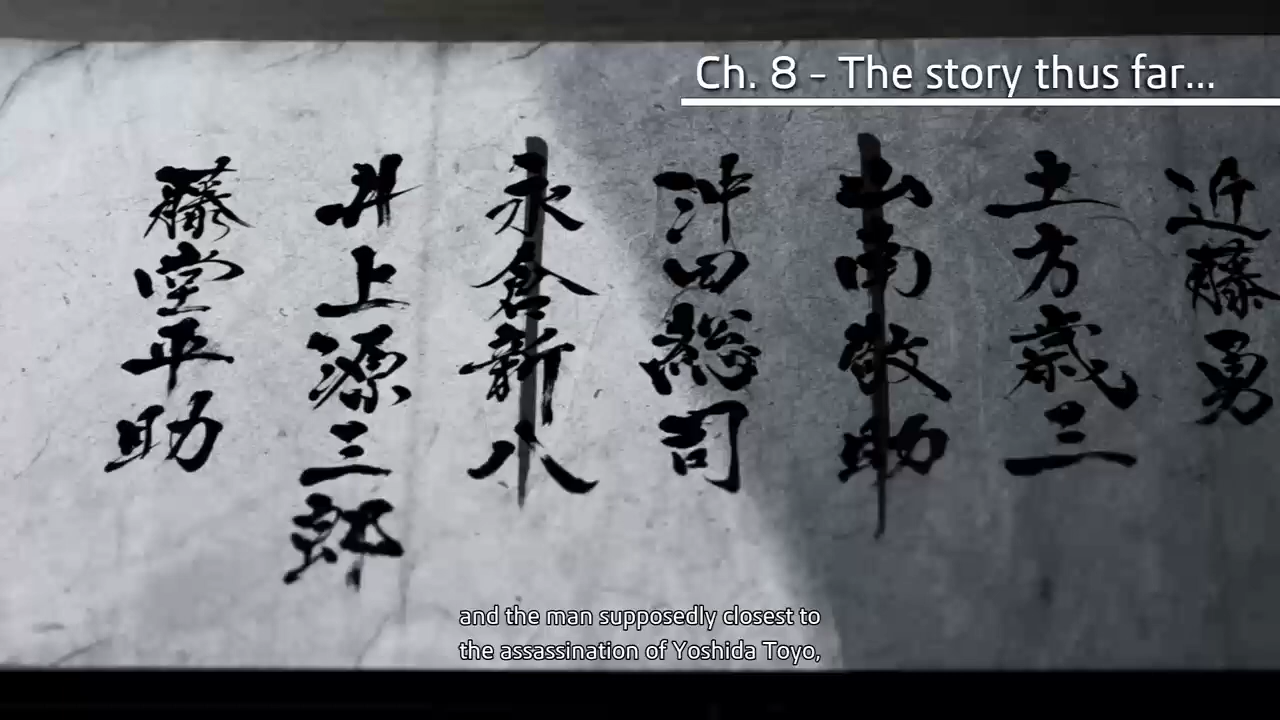 Ch. 8 - The story thus far...
近藤勇
土方歳三
山南敬助
沖田総司
永倉新八
井上源三郎
藤堂平助
and the man supposedly closest to
the assassination of Yoshida Toyo,